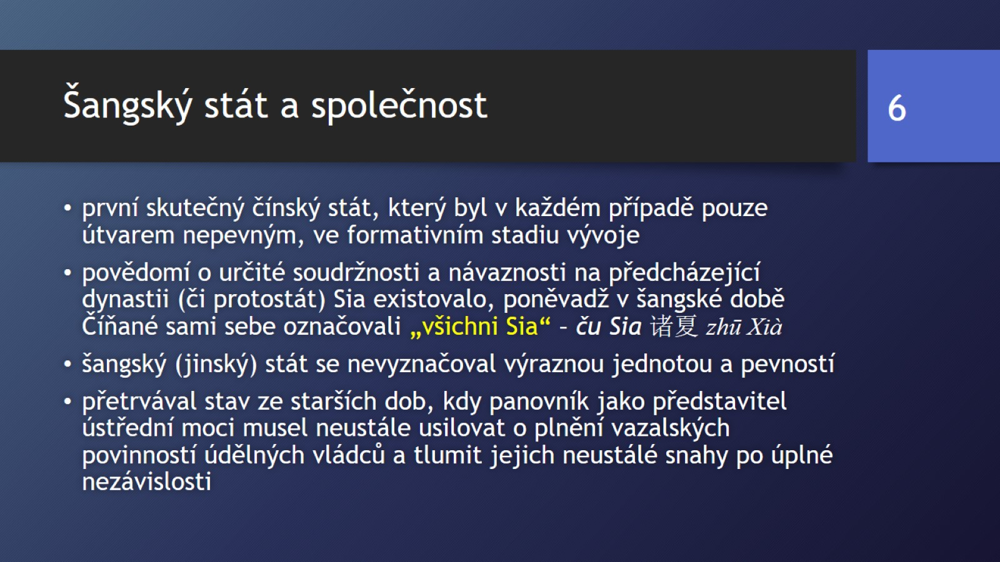 Šangský stát a společnost
6
• první skutečný čínský stát, který byl v každém případě pouze
útvarem nepevným, ve formativním stadiu vývoje
• povědomí o určité soudržnosti a návaznosti na předcházející
dynastii (či protostát) Sia existovalo, poněvadž v šangské době
Číňané sami sebe označovali „všichni Sia“ – ču Sia 诸夏 zhū Xià
• šangský (jinský) stát se nevyznačoval výraznou jednotou a pevností
• přetrvával stav ze starších dob, kdy panovník jako představitel
ústřední moci musel neustále usilovat o plnění vazalských
povinností údělných vládců a tlumit jejich neustálé snahy po úplné
nezávislosti